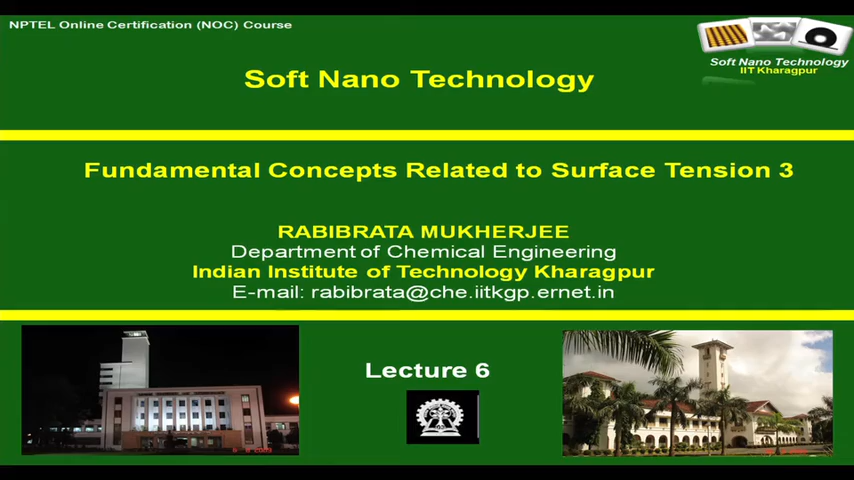 NPTEL Online Certification (NOC) Course
Soft Nano Technology
IIT Kharagpur
Soft Nano Technology
Fundamental Concepts Related to Surface Tension 3
RABIBRATA MUKHERJEE
Department of Chemical Engineering
Indian Institute of Technology Kharagpur
E-mail: rabibrata@che.iitkgp.ernet.in
Lecture 6